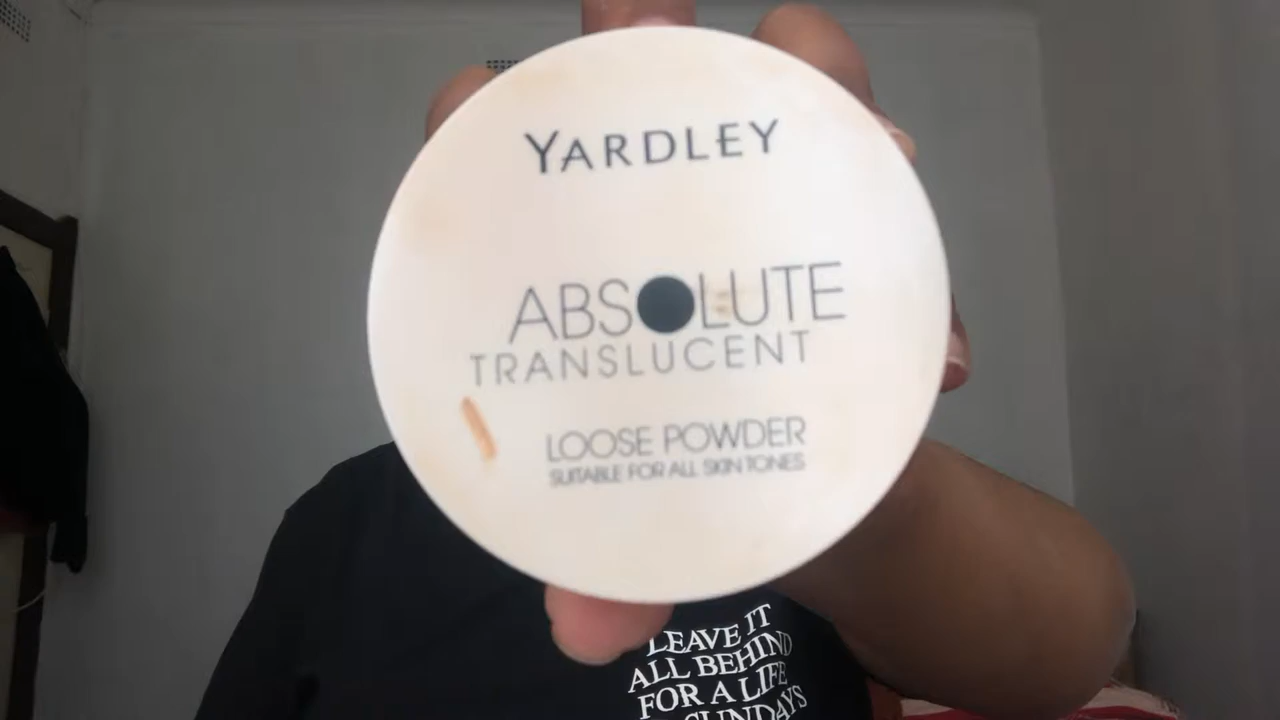 YARDLEY
ABSOLUTE
TRANSLUCENT
LOOSE POWDER
SUITABLE FOR ALL SKIN TONES
LEAVE IT
ALL BEHIND
FOR A LIFE
SUNDAYS